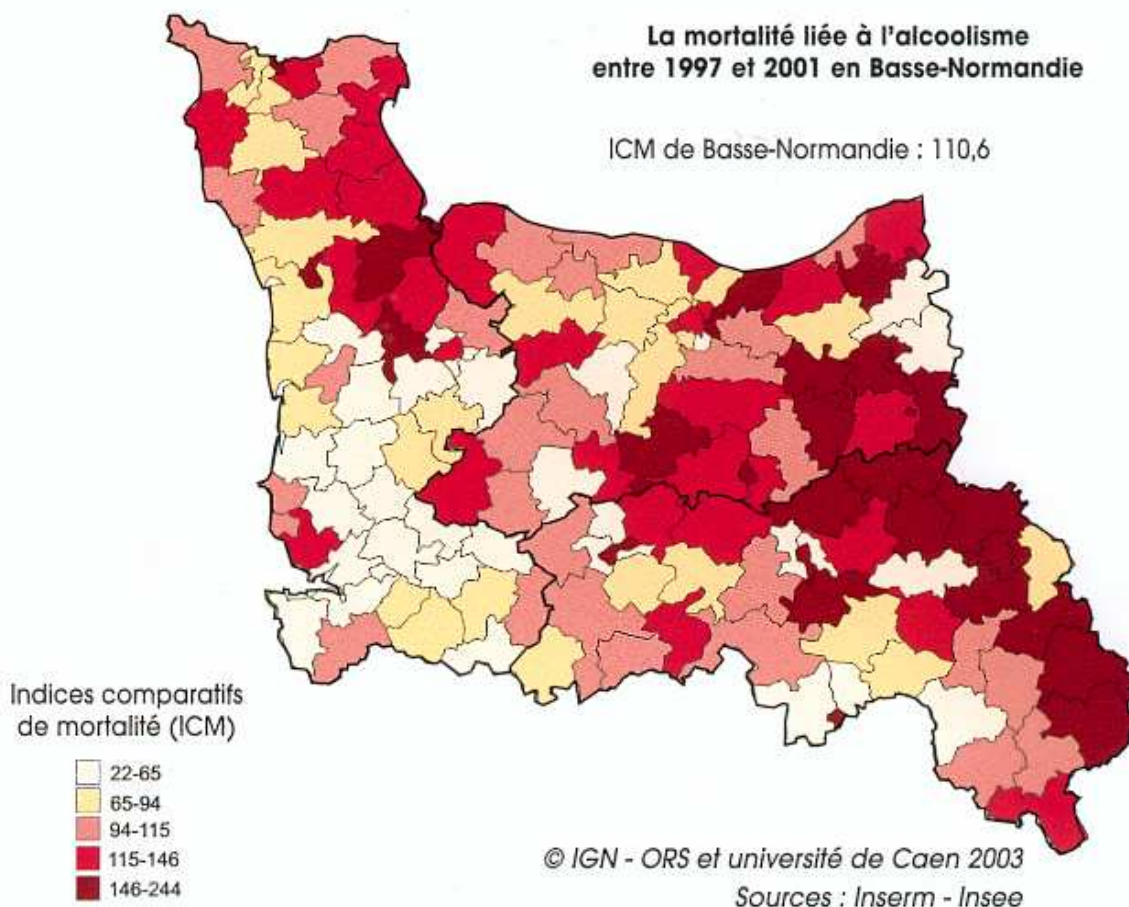 La mortalité liée à l'alcoolisme
entre 1997 et 2001 en Basse-Normandie
ICM de Basse-Normandie : 110,6
Indices comparatifs
de mortalité (ICM)
22-65
65-94
94-115
115-146
146-244
© IGN - ORS et université de Caen 2003
Sources : Inserm - Insee